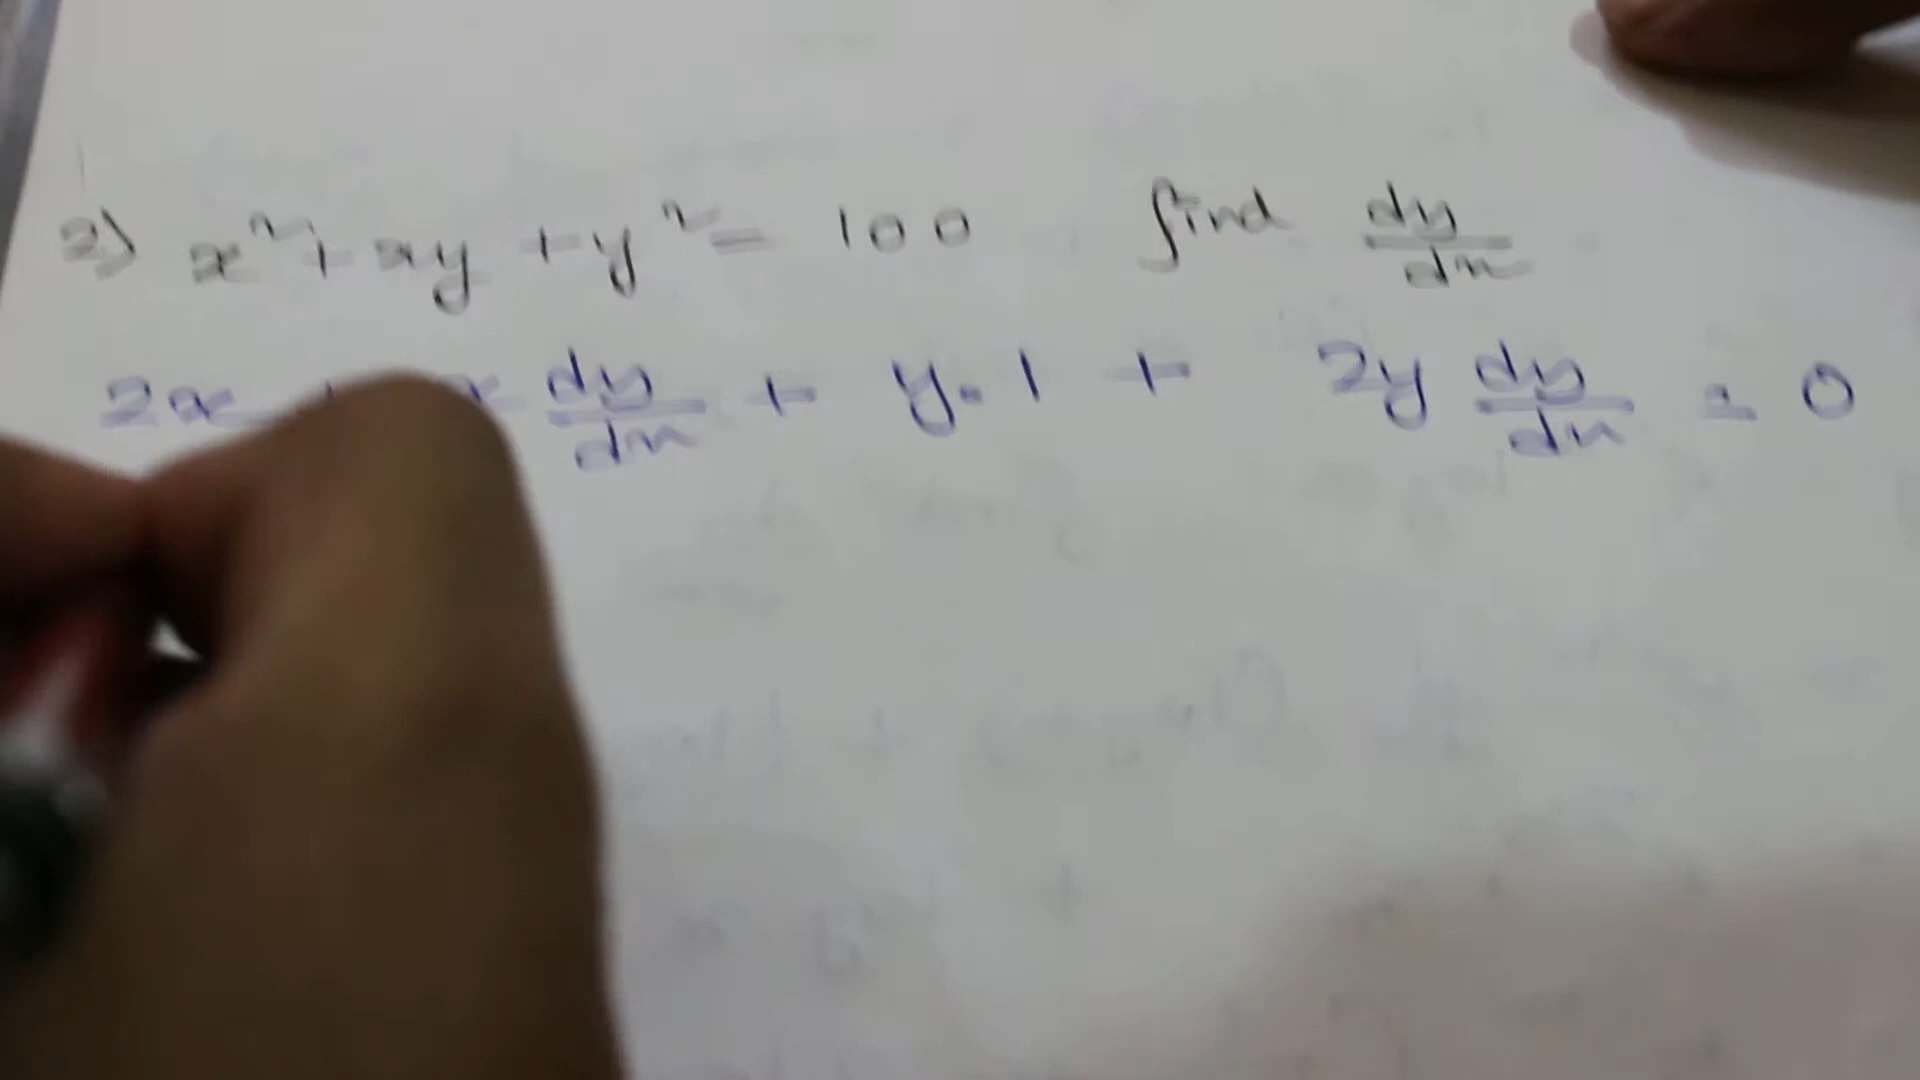 2) x² + xy + y² = 100 find dy/dx
2x + x dy/dx + y.1 + 2y dy/dx = 0